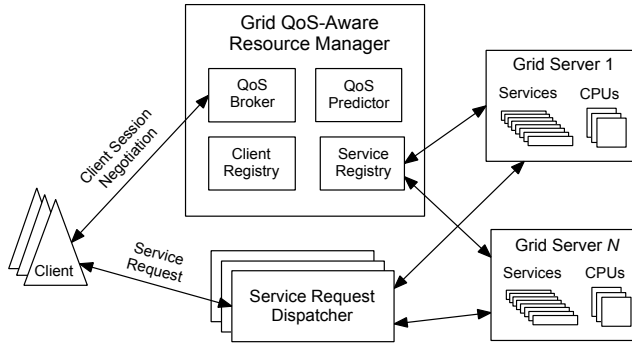 Grid QoS-Aware
Resource Manager
QoS
Broker
QoS
Predictor
Client
Registry
Service
Registry
Client Session
Negotiation
Client
Service
Request
Service Request
Dispatcher
Grid Server 1
Services
CPUs
Grid Server N
Services
CPUs